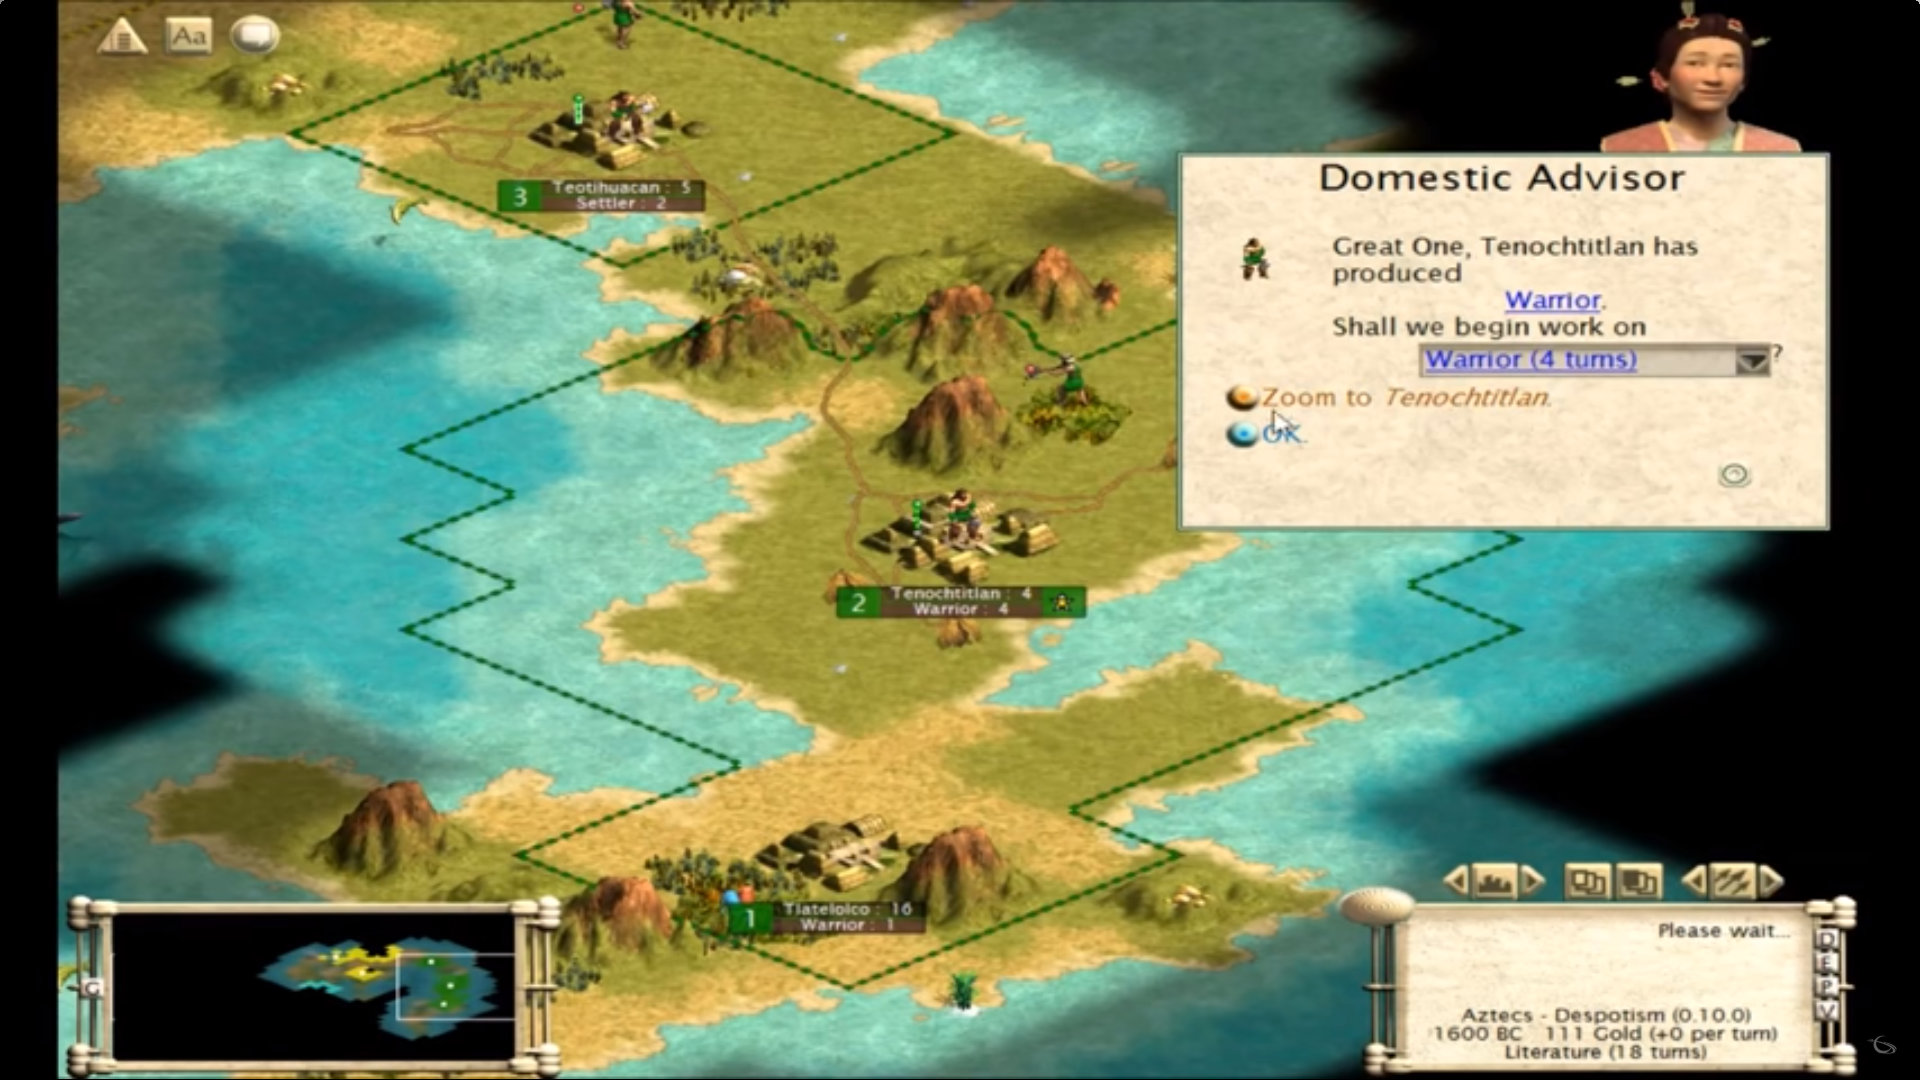 Aa
Domestic Advisor
Great One, Tenochtitlan has
produced
Warrior.
Shall we begin work on
Warrior (4 turns)
?
Zoom to Tenochtitlan.
OK.
3
Teotihuacan : 5
Settler : 2
2
Tenochtitlan : 4
Warrior : 4
1
Tlatelolco : 16
Warrior : 1
G
Please wait...
D
E
P
V
Aztecs - Despotism (0.10.0)
1600 BC 111 Gold (+0 per turn)
Literature (18 turns)